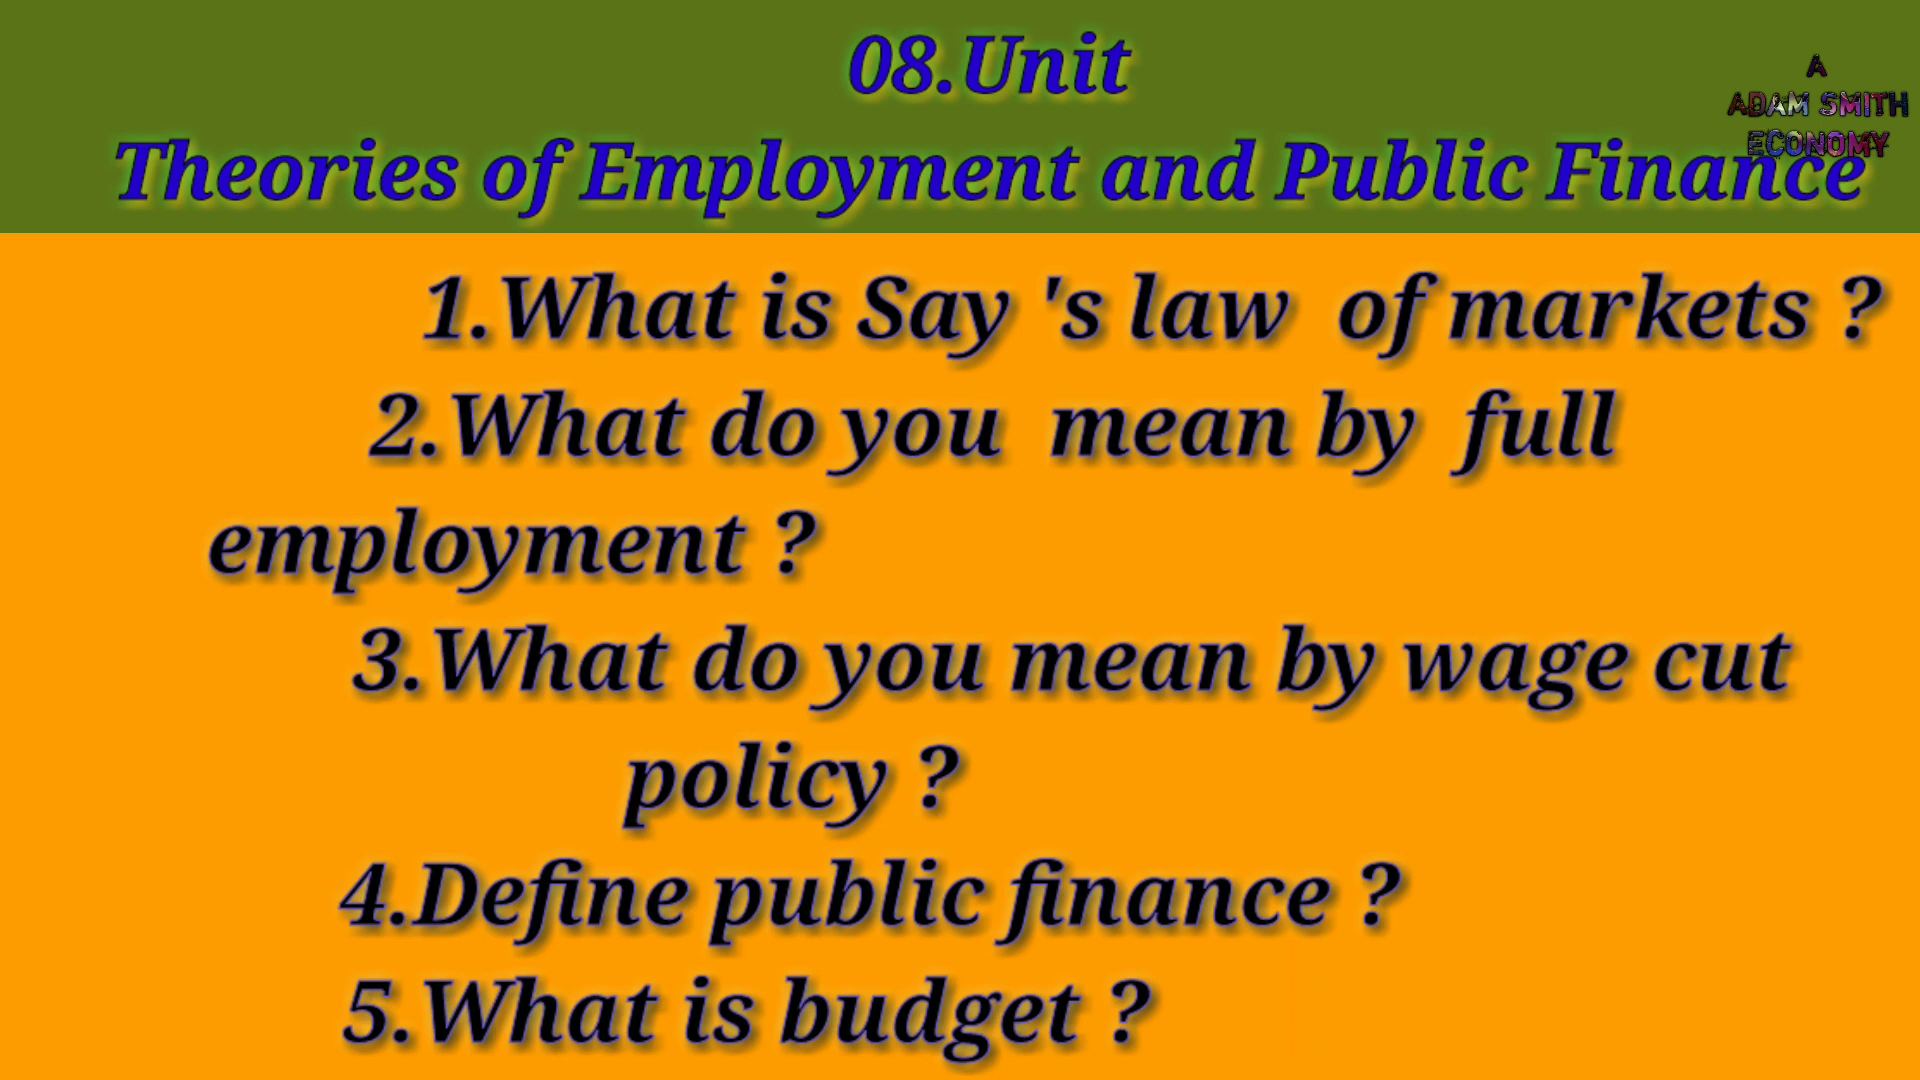 08.Unit
Theories of Employment and Public Finance
A
ADAM SMITH
ECONOMY
1.What is Say 's law of markets ?
2.What do you mean by full
employment ?
3.What do you mean by wage cut
policy ?
4.Define public finance ?
5.What is budget ?